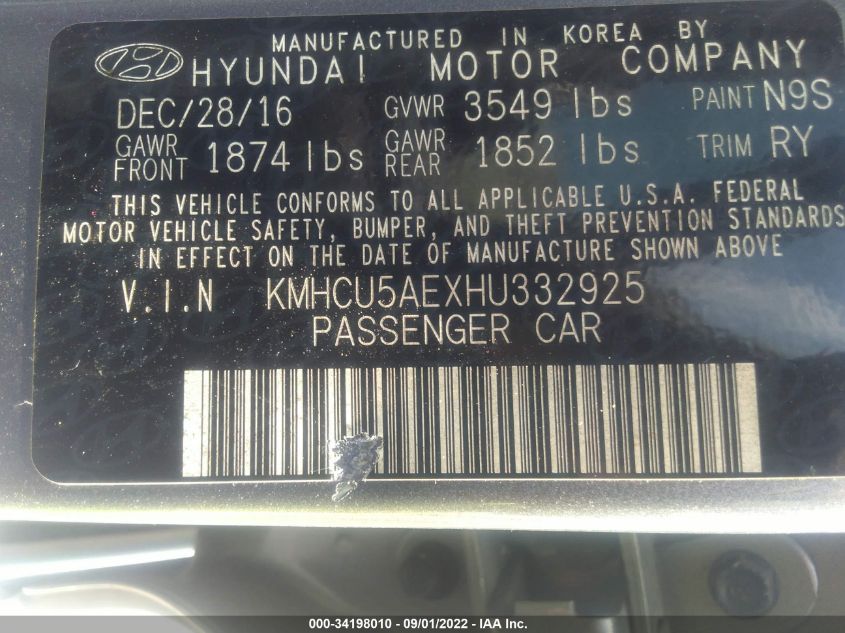 MANUFACTURED IN KOREA BY
HYUNDAI MOTOR COMPANY
DEC/28/16 GVWR 3549 lbs PAINT N9S
GAWR FRONT 1874 lbs GAWR REAR 1852 lbs TRIM RY
THIS VEHICLE CONFORMS TO ALL APPLICABLE U.S.A. FEDERAL
MOTOR VEHICLE SAFETY, BUMPER, AND THEFT PREVENTION STANDARDS
IN EFFECT ON THE DATE OF MANUFACTURE SHOWN ABOVE
V.I.N KMHCU5AEXHU332925
PASSENGER CAR
000-34198010 - 09/01/2022 - IAA Inc.